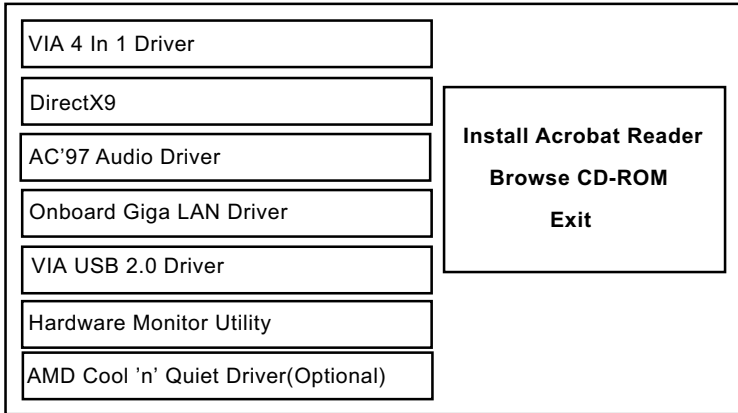 VIA 4 In 1 Driver
DirectX9
AC’97 Audio Driver
Onboard Giga LAN Driver
VIA USB 2.0 Driver
Hardware Monitor Utility
AMD Cool ’n’ Quiet Driver(Optional)
Install Acrobat Reader
Browse CD-ROM
Exit